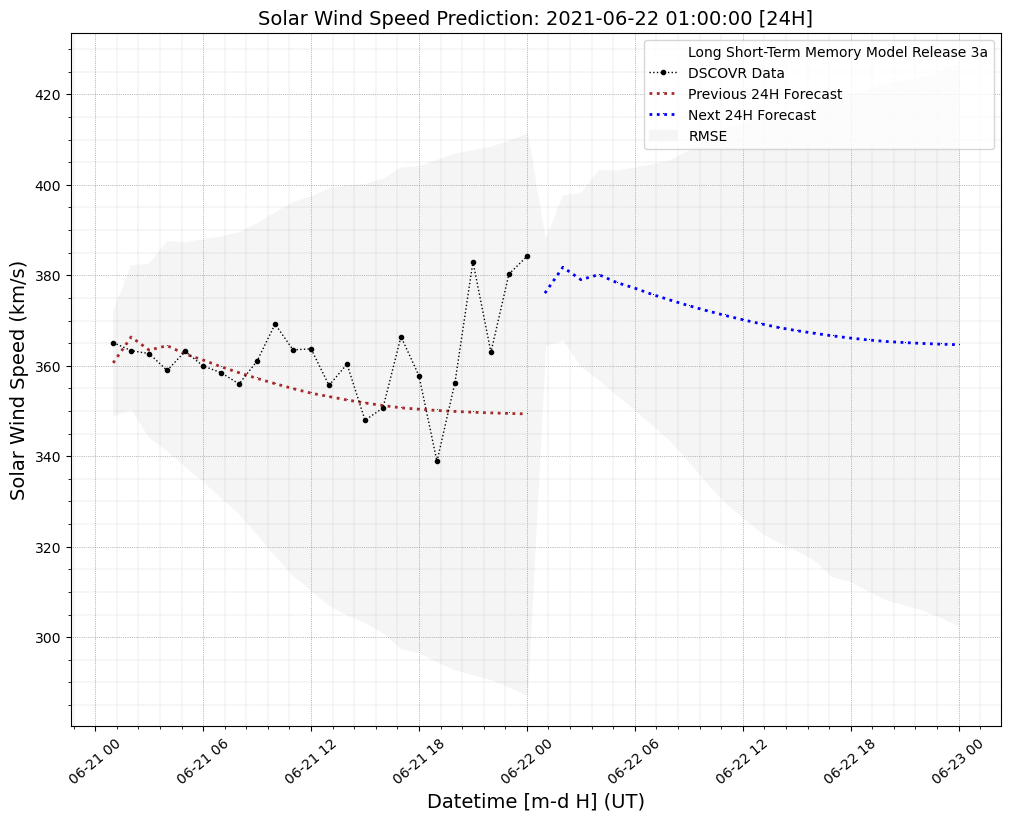 Solar Wind Speed Prediction: 2021-06-22 01:00:00 [24H]
Long Short-Term Memory Model Release 3a
DSCOVR Data
Previous 24H Forecast
Next 24H Forecast
RMSE
Solar Wind Speed (km/s)
420
400
380
360
340
320
300
06-21 00
06-21 06
06-21 12
06-21 18
06-22 00
06-22 06
06-22 12
06-22 18
06-23 00
Datetime [m-d H] (UT)